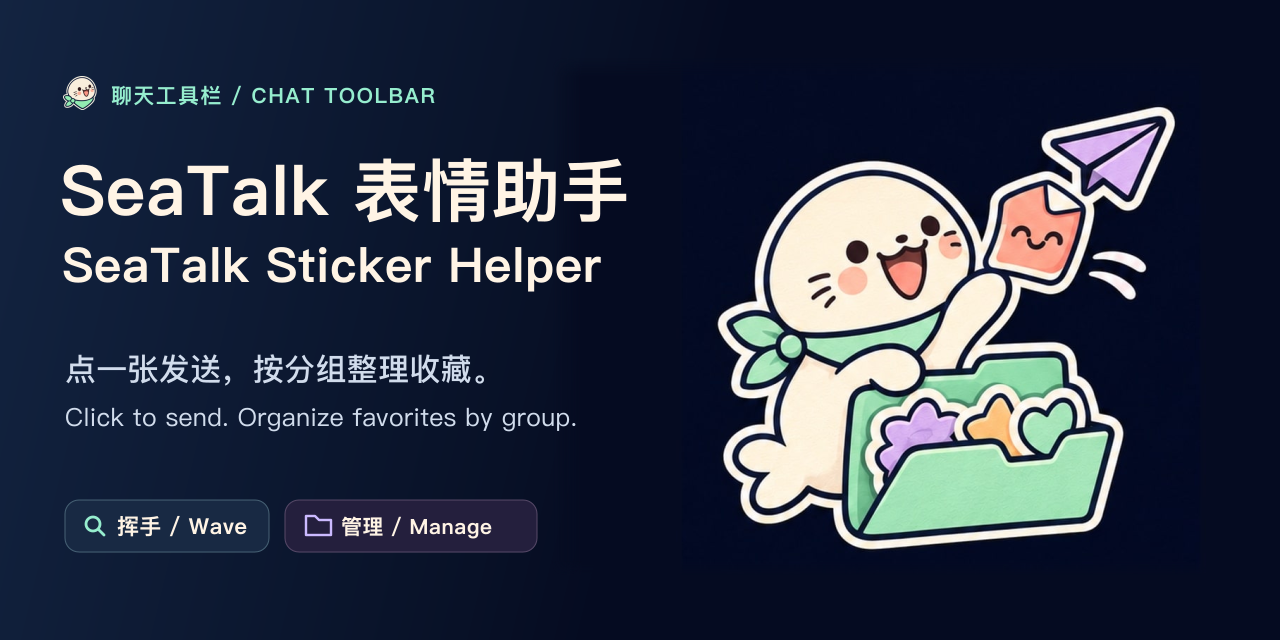 聊天工具栏 / CHAT TOOLBAR
SeaTalk 表情助手
SeaTalk Sticker Helper
点一张发送，按分组整理收藏。
Click to send. Organize favorites by group.
挥手 / Wave
管理 / Manage